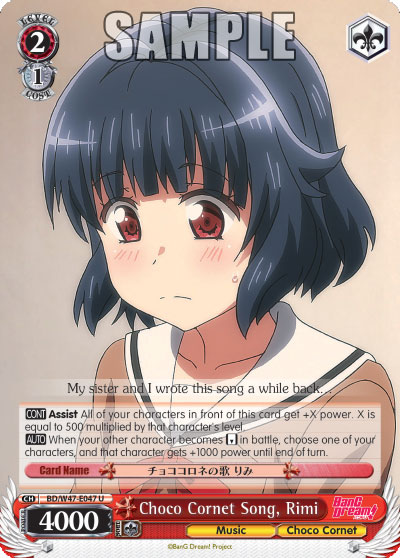 LEVEL
2
1
COST
SAMPLE
My sister and I wrote this song a while back...
CONT Assist All of your characters in front of this card get +X power. X is
equal to 500 multiplied by that character's level.
AUTO When your other character becomes in battle, choose one of your
characters, and that character gets +1000 power until end of turn.
Card Name チョココロネの歌 りみ
CH BD/W47-E047 U
4000
Choco Cornet Song, Rimi
BanG Dream!
Music Choco Cornet
©BanG Dream! Project